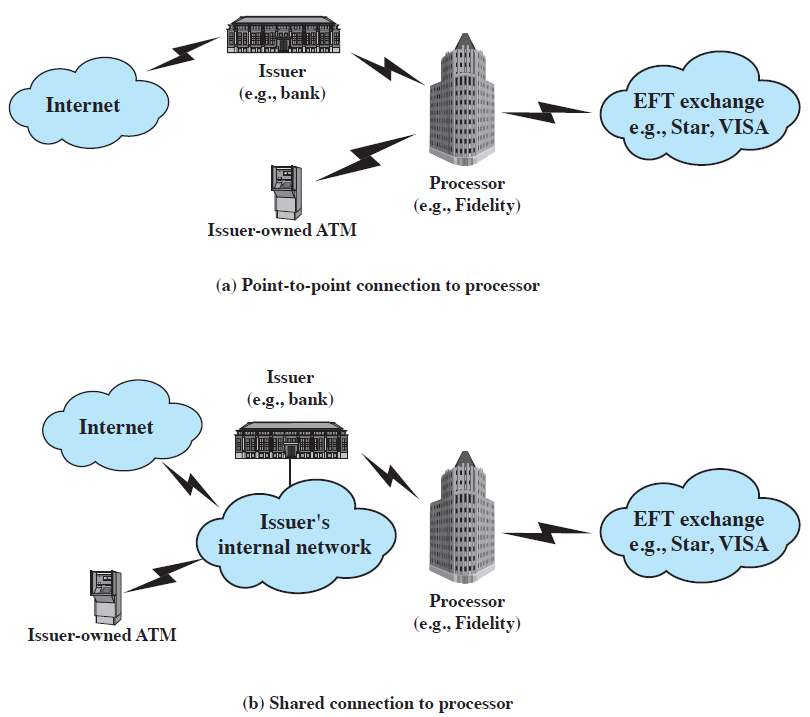 Internet
Issuer
(e.g., bank)
EFT exchange
e.g., Star, VISA
Processor
(e.g., Fidelity)
Issuer-owned ATM
(a) Point-to-point connection to processor
Issuer
(e.g., bank)
Internet
Issuer's
internal network
EFT exchange
e.g., Star, VISA
Processor
(e.g., Fidelity)
Issuer-owned ATM
(b) Shared connection to processor